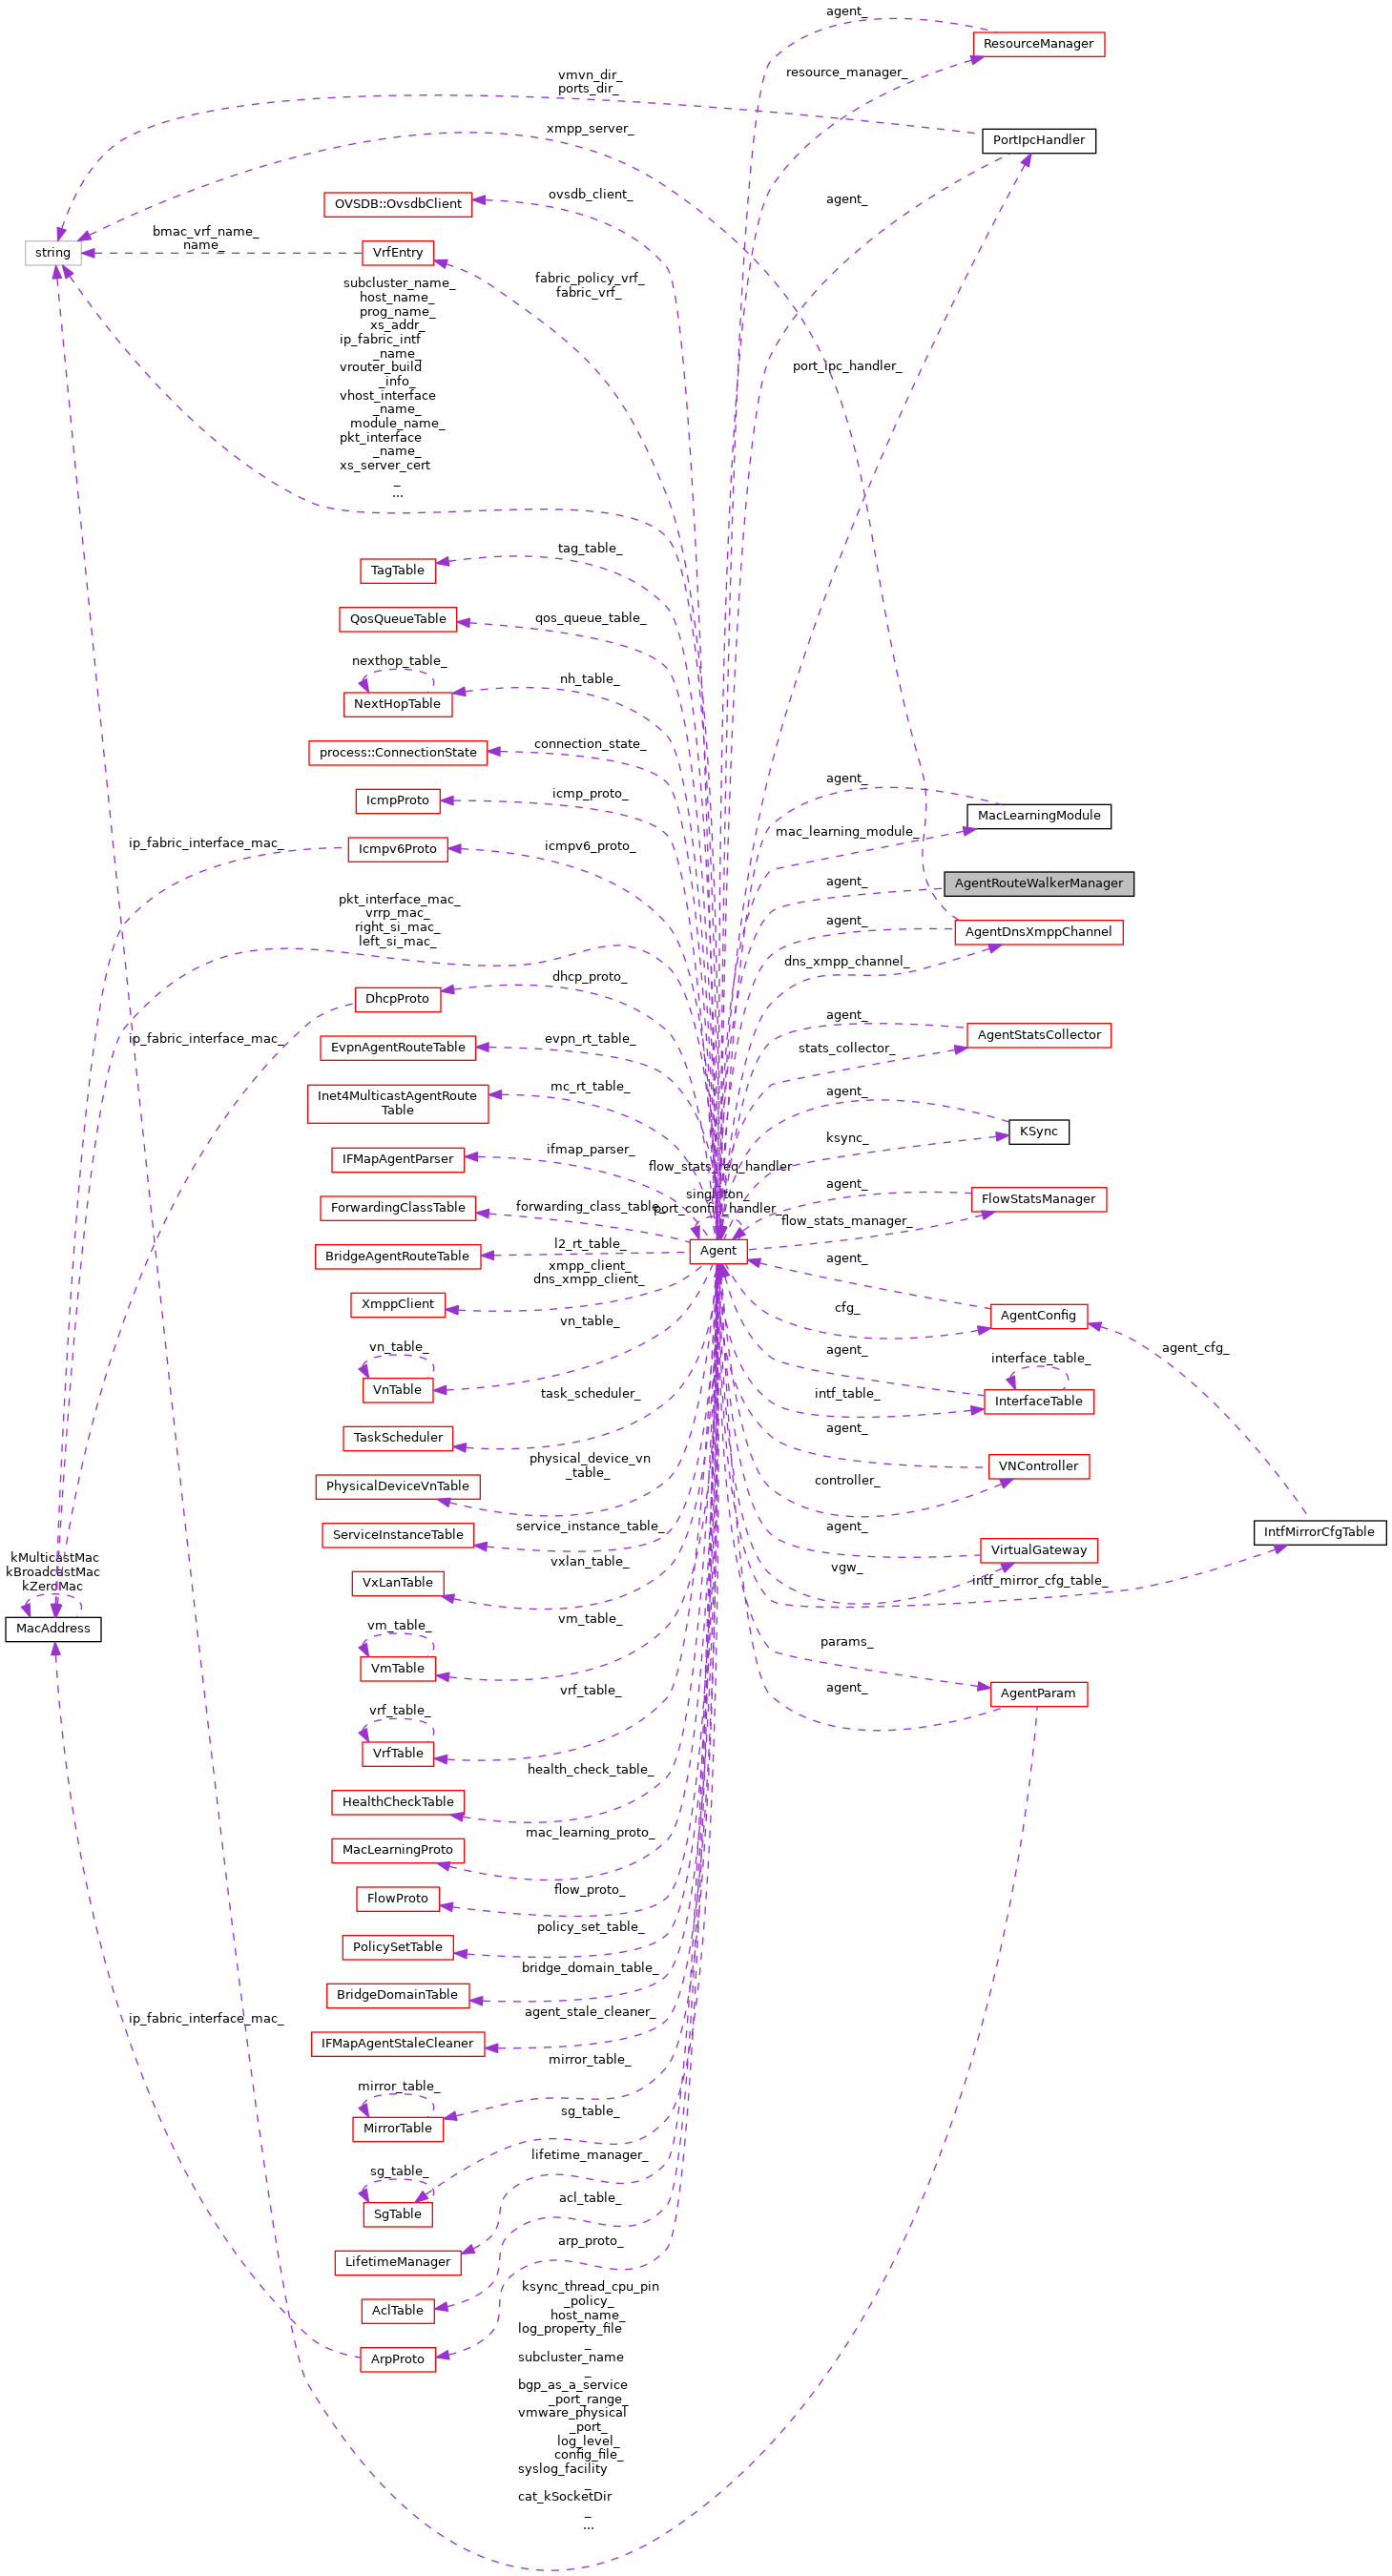 agent_
ResourceManager
resource_manager_
vmvn_dir_
ports_dir_
xmpp_server_
PortIpcHandler
ovsdb_client_
agent_
OVSDB::OvsdbClient
bmac_vrf_name_
name_
string
VrfEntry
fabric_policy_vrf_
fabric_vrf_
subcluster_name_
host_name_
prog_name_
xs_addr_
ip_fabric_intf
_name_
vrouter_build
_info_
vhost_interface
_name_
module_name_
pkt_interface
_name_
xs_server_cert
_
...
port_ipc_handler_
tag_table_
TagTable
qos_queue_table_
QosQueueTable
nexthop_table_
nh_table_
NextHopTable
connection_state_
process::ConnectionState
agent_
icmp_proto_
IcmpProto
MacLearningModule
mac_learning_module_
ip_fabric_interface_mac_
icmpv6_proto_
Icmpv6Proto
agent_
AgentRouteWalkerManager
pkt_interface_mac_
vrrp_mac_
right_si_mac_
left_si_mac_
agent_
AgentDnsXmppChannel
dns_xmpp_channel_
dhcp_proto_
DhcpProto
agent_
AgentStatsCollector
ip_fabric_interface_mac_
evpn_rt_table_
EvpnAgentRouteTable
stats_collector_
mc_rt_table_
Inet4MulticastAgentRoute
Table
agent_
KSync
ksync_
ifmap_parser_
IFMapAgentParser
flow_stats_req_handler
singleton_
port_config_handler_
agent_
FlowStatsManager
forwarding_class_table_
ForwardingClassTable
flow_stats_manager_
l2_rt_table_
BridgeAgentRouteTable
Agent
agent_
xmpp_client_
dns_xmpp_client_
XmppClient
cfg_
AgentConfig
vn_table_
vn_table_
VnTable
agent_
interface_table_
agent_cfg_
task_scheduler_
intf_table_
InterfaceTable
TaskScheduler
agent_
physical_device_vn
_table_
PhysicalDeviceVnTable
controller_
VNController
service_instance_table_
ServiceInstanceTable
agent_
IntfMirrorCfgTable
vxlan_table_
VxLanTable
vgw_
VirtualGateway
intf_mirror_cfg_table_
kMulticastMac
kBroadcastMac
kZeroMac
MacAddress
vm_table_
vm_table_
VmTable
params_
agent_
AgentParam
vrf_table_
vrf_table_
VrfTable
health_check_table_
HealthCheckTable
mac_learning_proto_
MacLearningProto
flow_proto_
FlowProto
policy_set_table_
PolicySetTable
bridge_domain_table_
BridgeDomainTable
ip_fabric_interface_mac_
agent_stale_cleaner_
IFMapAgentStaleCleaner
mirror_table_
mirror_table_
MirrorTable
sg_table_
sg_table_
SgTable
lifetime_manager_
LifetimeManager
acl_table_
AclTable
arp_proto_
ArpProto
ksync_thread_cpu_pin
_policy_
host_name_
log_property_file
_
subcluster_name
_
bgp_as_a_service
_port_range_
vmware_physical
_port_
log_level_
config_file_
syslog_facility
_
cat_kSocketDir
_
...